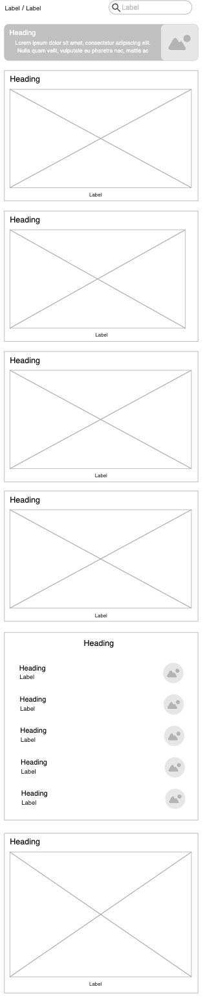 Label / Label
Label
Heading
Lorem ipsum dolor sit amet, consectetur adipiscing elit.
Nulla quam velit, vulputate eu pharetra nec, mattis ac
Heading
Label
Heading
Label
Heading
Label
Heading
Label
Heading
Heading
Label
Heading
Label
Heading
Label
Heading
Label
Heading
Label
Heading
Label